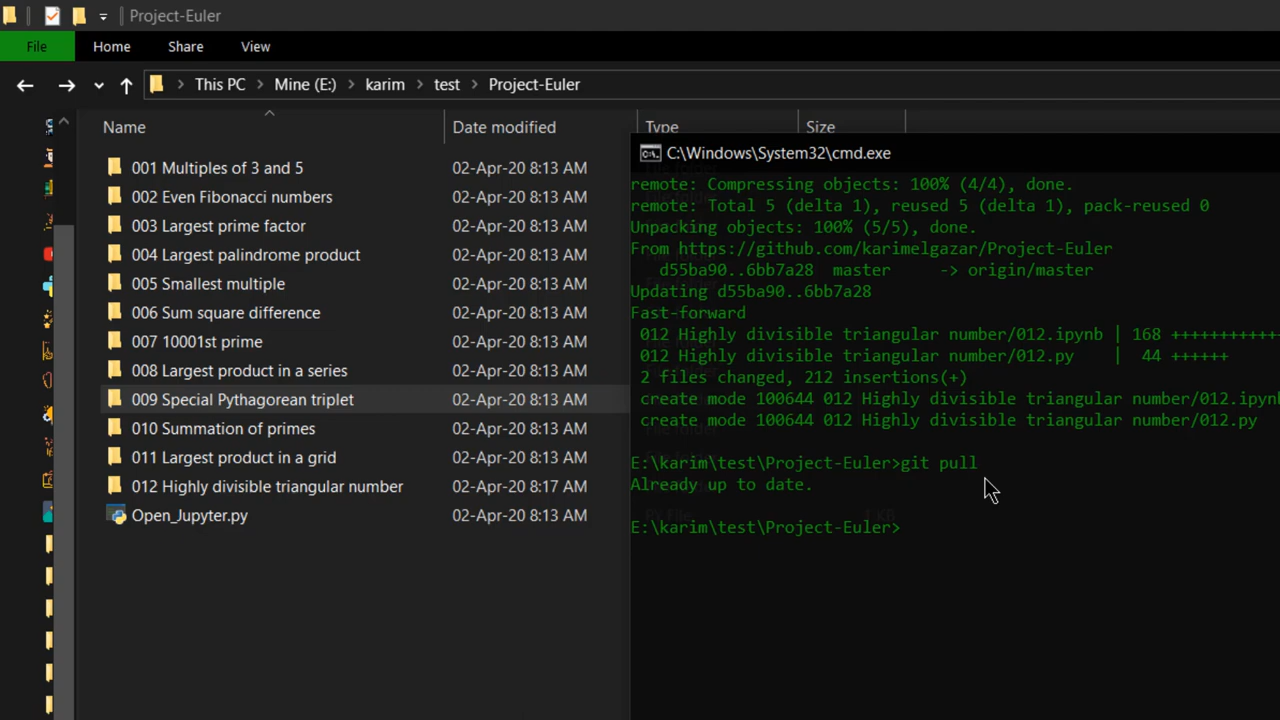 Project-Euler
File Home Share View
This PC > Mine (E:) > karim > test > Project-Euler
Name Date modified Type Size
001 Multiples of 3 and 5 02-Apr-20 8:13 AM
002 Even Fibonacci numbers 02-Apr-20 8:13 AM
003 Largest prime factor 02-Apr-20 8:13 AM
004 Largest palindrome product 02-Apr-20 8:13 AM
005 Smallest multiple 02-Apr-20 8:13 AM
006 Sum square difference 02-Apr-20 8:13 AM
007 10001st prime 02-Apr-20 8:13 AM
008 Largest product in a series 02-Apr-20 8:13 AM
009 Special Pythagorean triplet 02-Apr-20 8:13 AM
010 Summation of primes 02-Apr-20 8:13 AM
011 Largest product in a grid 02-Apr-20 8:13 AM
012 Highly divisible triangular number 02-Apr-20 8:17 AM
Open_Jupyter.py 02-Apr-20 8:13 AM
C:\Windows\System32\cmd.exe
remote: Compressing objects: 100% (4/4), done.
remote: Total 5 (delta 1), reused 5 (delta 1), pack-reused 0
Unpacking objects: 100% (5/5), done.
From https://github.com/karimelgazar/Project-Euler
d55ba90..6bb7a28 master -> origin/master
Updating d55ba90..6bb7a28
Fast-forward
012 Highly divisible triangular number/012.ipynb | 168 ++++++++++++
012 Highly divisible triangular number/012.py | 44 ++++++
2 files changed, 212 insertions(+)
create mode 100644 012 Highly divisible triangular number/012.ipynb
create mode 100644 012 Highly divisible triangular number/012.py
E:\karim\test\Project-Euler>git pull
Already up to date.
E:\karim\test\Project-Euler>